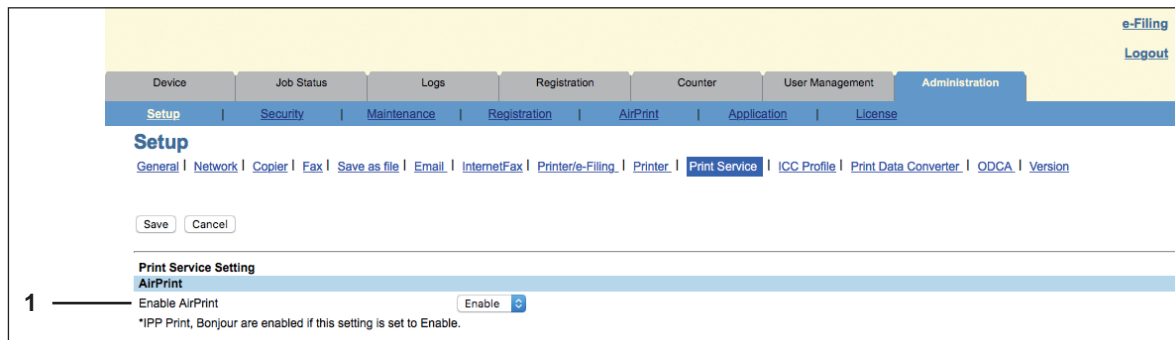 e-Filing
Logout
Device Job Status Logs Registration Counter User Management Administration
Setup | Security | Maintenance | Registration | AirPrint | Application | License
Setup
General | Network | Copier | Fax | Save as file | Email | InternetFax | Printer/e-Filing | Printer | Print Service | ICC Profile | Print Data Converter | ODCA | Version
Save Cancel
Print Service Setting
AirPrint
1 Enable AirPrint Enable
*IPP Print, Bonjour are enabled if this setting is set to Enable.